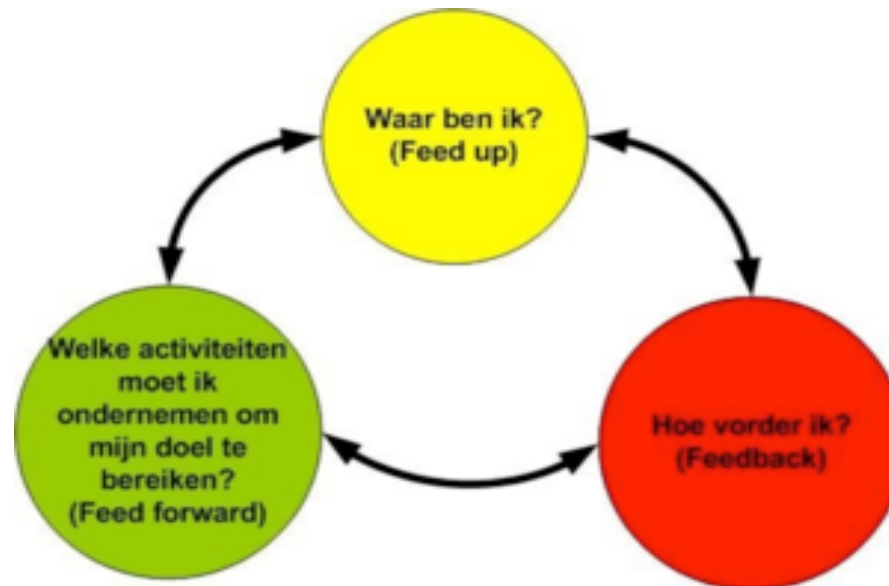 Waar ben ik?
(Feed up)
Welke activiteiten
moet ik
ondernemen om
mijn doel te
bereiken?
(Feed forward)
Hoe vorder ik?
(Feedback)